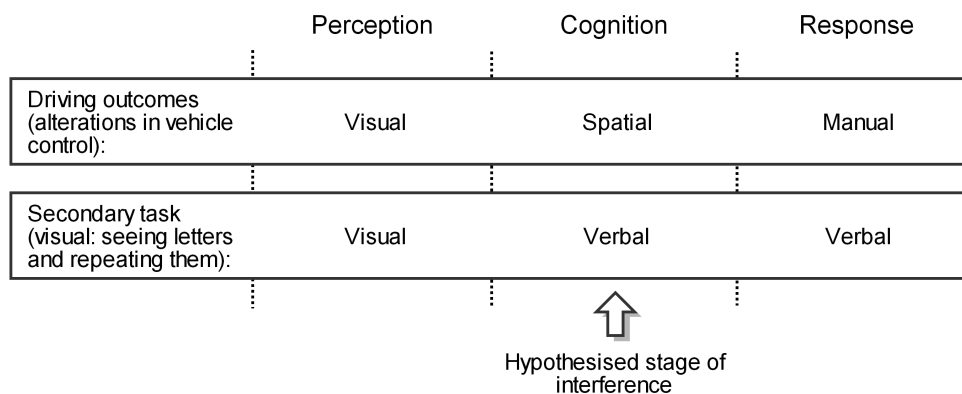 Perception Cognition Response
Driving outcomes
(alterations in vehicle
control):
Visual Spatial Manual
Secondary task
(visual: seeing letters
and repeating them):
Visual Verbal Verbal
Hypothesised stage of
interference